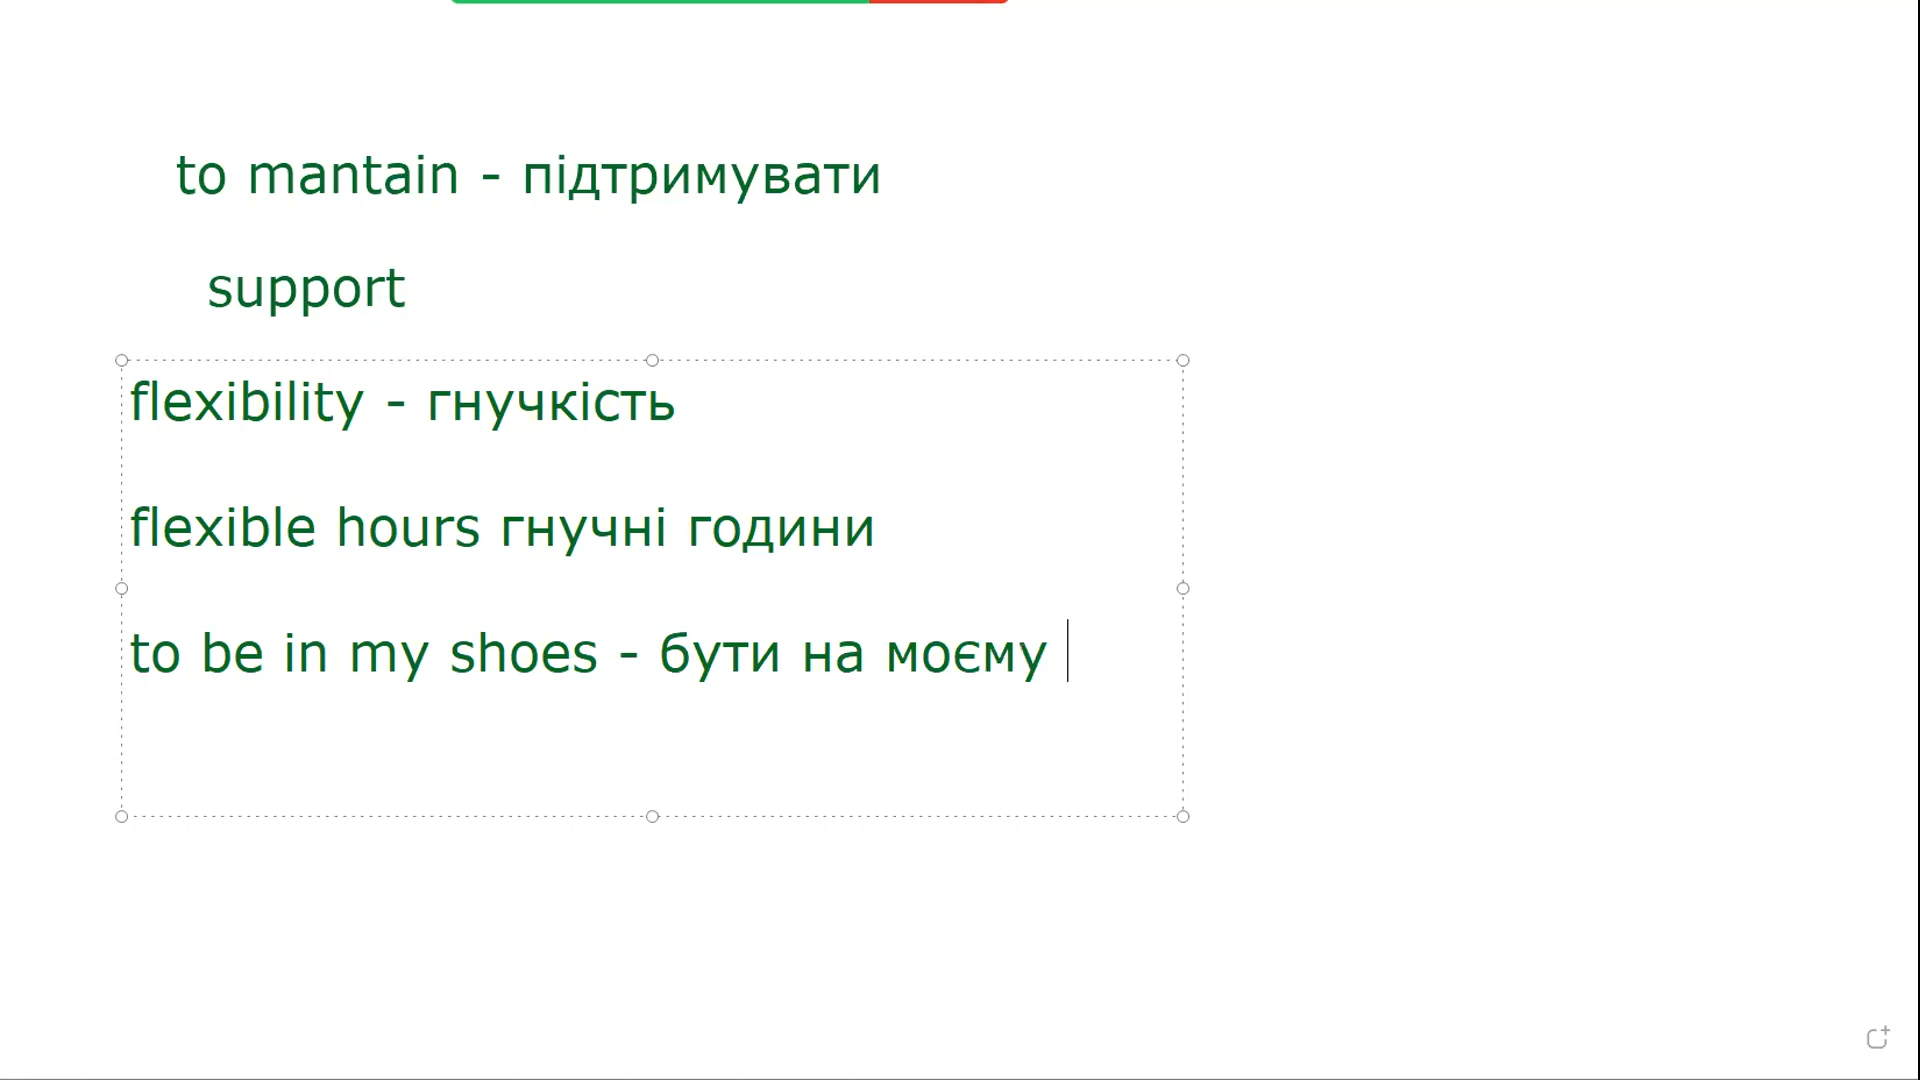 to mantain - підтримувати
support
flexibility - гнучкість
flexible hours гнучні години
to be in my shoes - бути на моєму